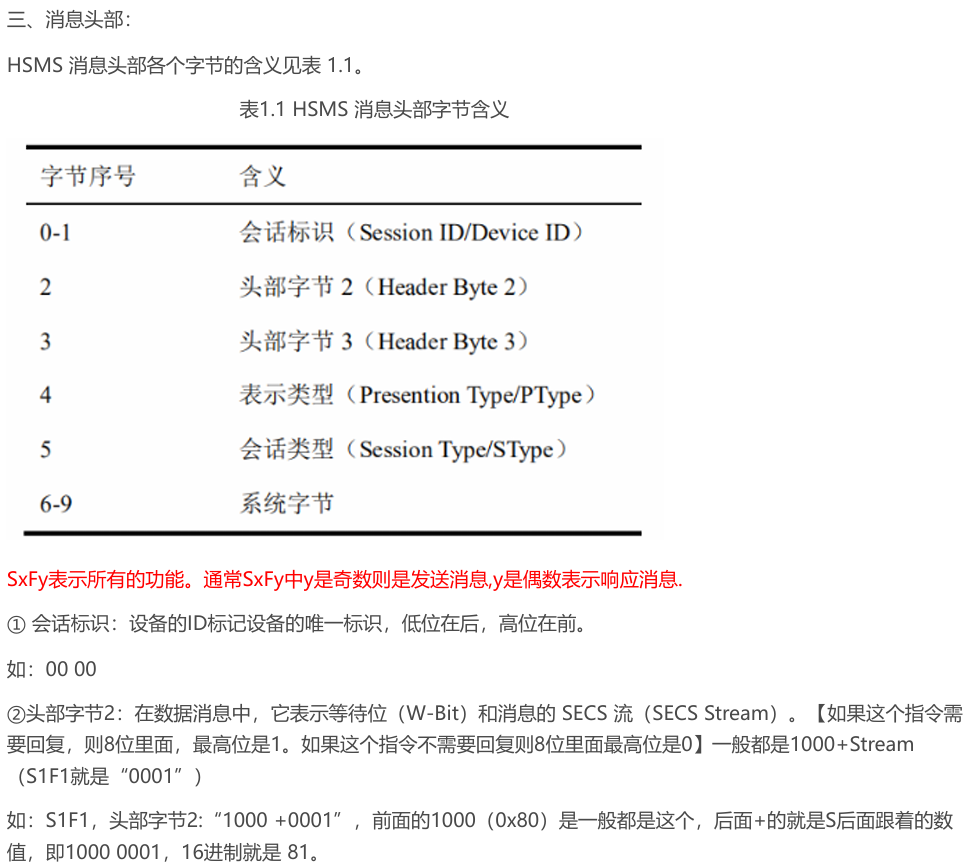 三、消息头部：
HSMS 消息头部各个字节的含义见表 1.1。
表1.1 HSMS 消息头部字节含义
字节序号 含义
0-1 会话标识（Session ID/Device ID）
2 头部字节 2（Header Byte 2）
3 头部字节 3（Header Byte 3）
4 表示类型（Presention Type/PType）
5 会话类型（Session Type/SType）
6-9 系统字节
SxFy表示所有的功能。通常SxFy中y是奇数则是发送消息,y是偶数表示响应消息.
① 会话标识：设备的ID标记设备的唯一标识，低位在后，高位在前。
如：00 00
②头部字节2：在数据消息中，它表示等待位（W-Bit）和消息的 SECS 流（SECS Stream）。【如果这个指令需
要回复，则8位里面，最高位是1。如果这个指令不需要回复则8位里面最高位是0】一般都是1000+Stream
（S1F1就是“0001”）
如：S1F1，头部字节2:“1000 +0001”，前面的1000（0x80）是一般都是这个，后面+的就是S后面跟着的数
值，即1000 0001，16进制就是 81。